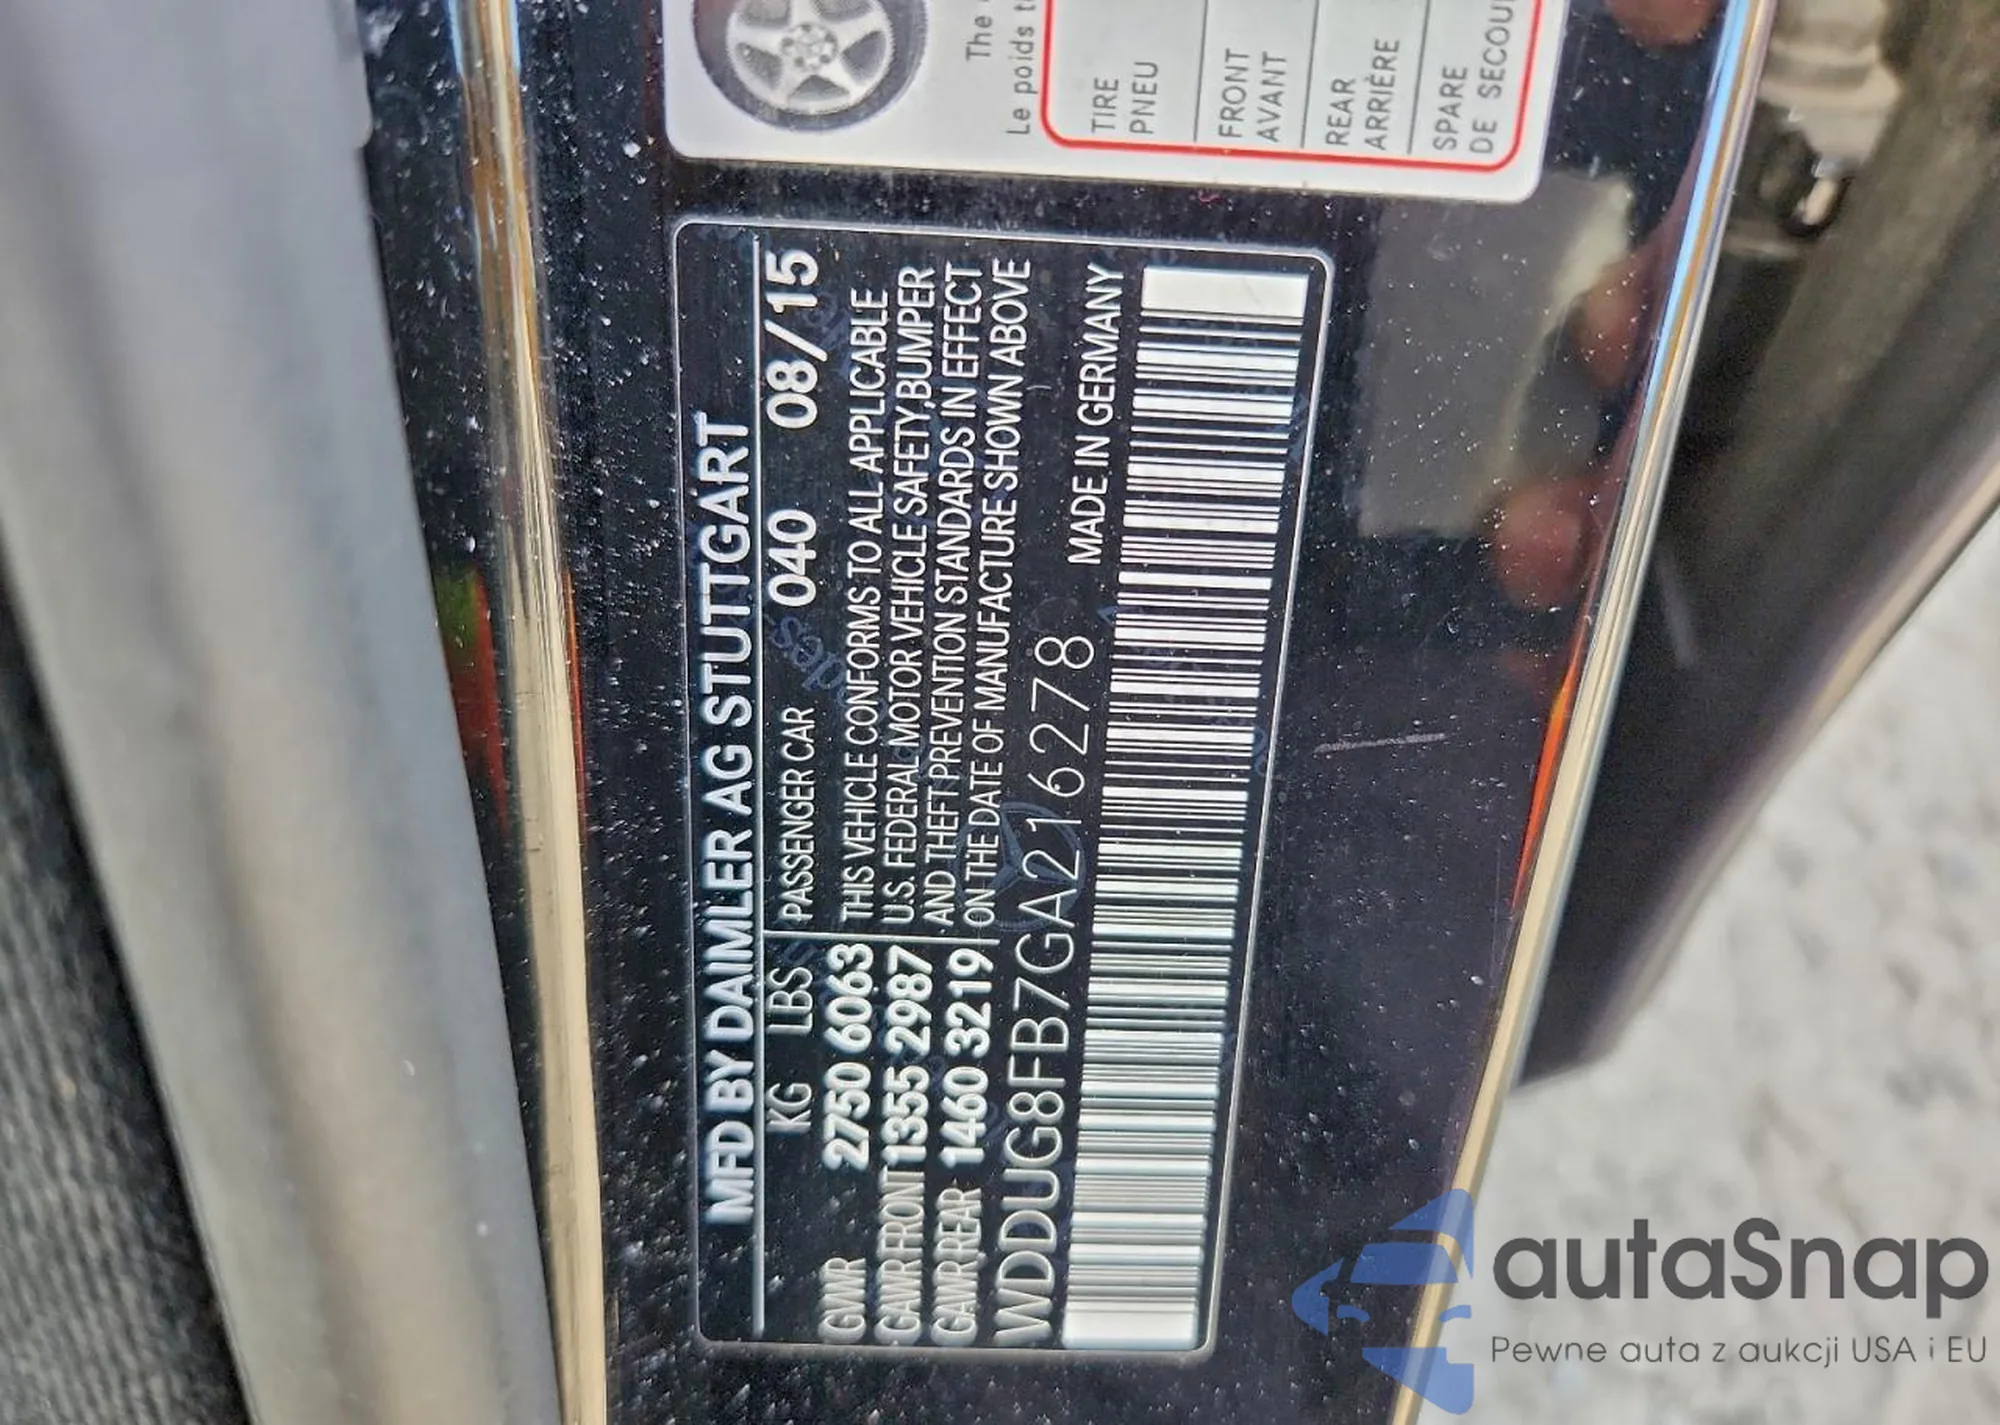 The
Le poids
TIRE
PNEU
FRONT
AVANT
REAR
ARRIÈRE
SPARE
DE SECOU
MFD BY DAIMLER AG STUTTGART
KG LBS PASSENGER CAR 040 08/15
GVWR 2750 6063
GAWR FRONT 1355 2987
GAWR REAR 1460 3219
THIS VEHICLE CONFORMS TO ALL APPLICABLE
U.S. FEDERAL MOTOR VEHICLE SAFETY,BUMPER
AND THEFT PREVENTION STANDARDS IN EFFECT
ON THE DATE OF MANUFACTURE SHOWN ABOVE
WDDUG8FB7GA216278
MADE IN GERMANY
autaSnap
Pewne auta z aukcji USA i EU